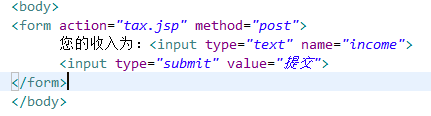 <body>
<form action="tax.jsp" method="post">
您的收入为：<input type="text" name="income">
<input type="submit" value="提交">
</form>
</body>